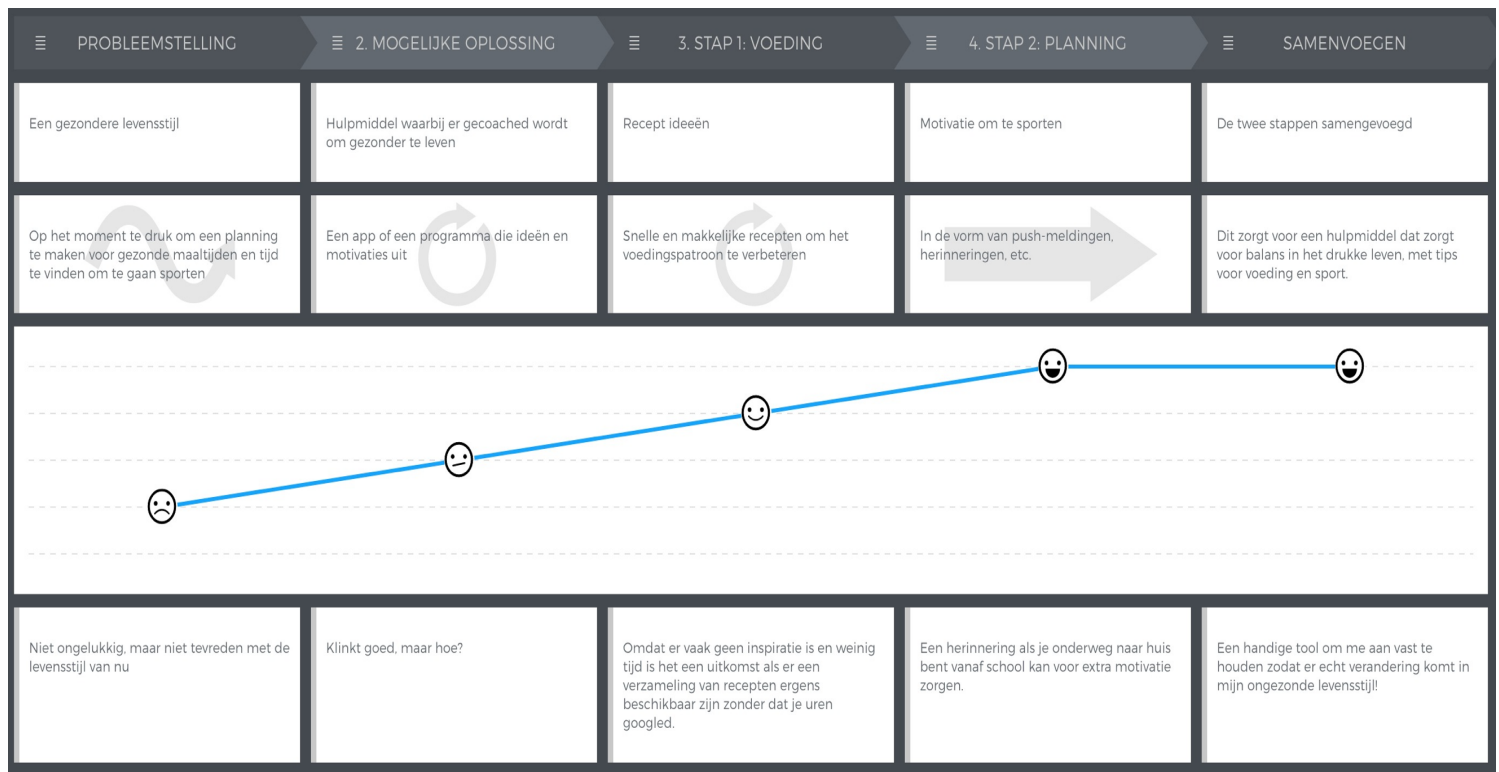 PROBLEEMSTELLING
2. MOGELIJKE OPLOSSING
3. STAP 1: VOEDING
4. STAP 2: PLANNING
SAMENVOEGEN
Een gezondere levensstijl
Hulpmiddel waarbij er gecoached wordt
om gezonder te leven
Recept ideeën
Motivatie om te sporten
De twee stappen samengevoegd
Op het moment te druk om een planning
te maken voor gezonde maaltijden en tijd
te vinden om te gaan sporten
Een app of een programma die ideën en
motivaties uit
Snelle en makkelijke recepten om het
voedingspatroon te verbeteren
In de vorm van push-meldingen,
herinneringen, etc.
Dit zorgt voor een hulpmiddel dat zorgt
voor balans in het drukke leven, met tips
voor voeding en sport.
Niet ongelukkig, maar niet tevreden met de
levensstijl van nu
Klinkt goed, maar hoe?
Omdat er vaak geen inspiratie is en weinig
tijd is het een uitkomst als er een
verzameling van recepten ergens
beschikbaar zijn zonder dat je uren
googled.
Een herinnering als je onderweg naar huis
bent vanaf school kan voor extra motivatie
zorgen.
Een handige tool om me aan vast te
houden zodat er echt verandering komt in
mijn ongezonde levensstijl!